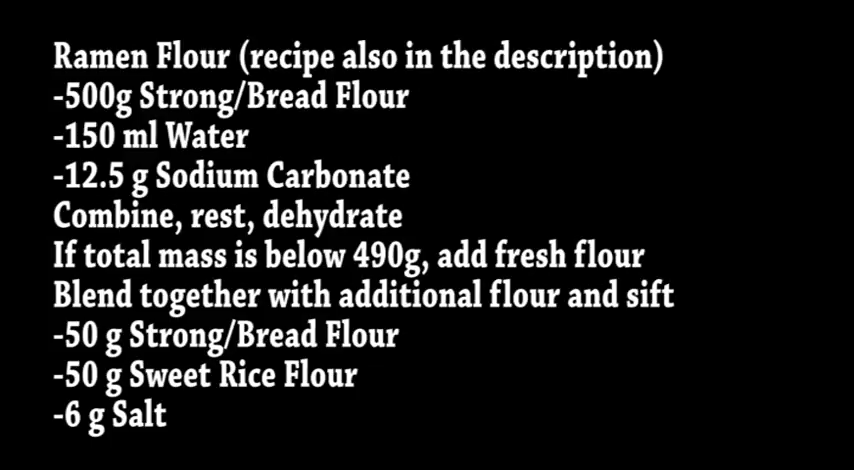 Ramen Flour (recipe also in the description)
-500g Strong/Bread Flour
-150 ml Water
-12.5 g Sodium Carbonate
Combine, rest, dehydrate
If total mass is below 490g, add fresh flour
Blend together with additional flour and sift
-50 g Strong/Bread Flour
-50 g Sweet Rice Flour
-6 g Salt